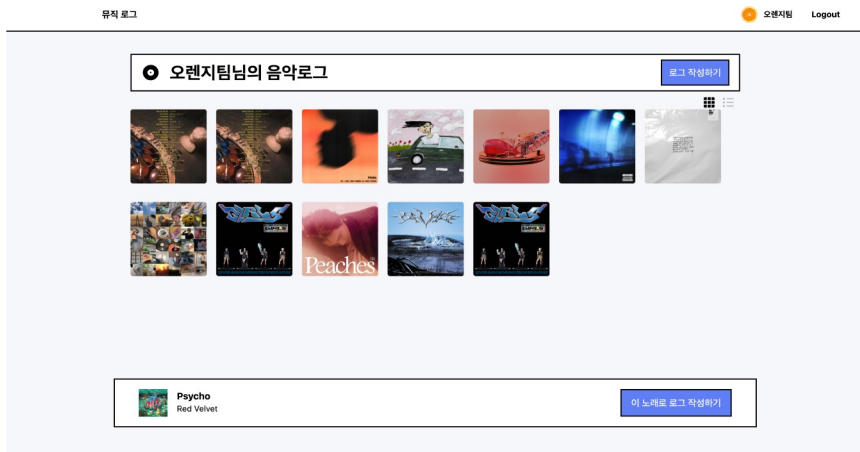 뮤직 로그
오렌지팀
Logout
오렌지팀님의 음악로그
로그 작성하기
Peaches
Psycho
Red Velvet
이 노래로 로그 작성하기